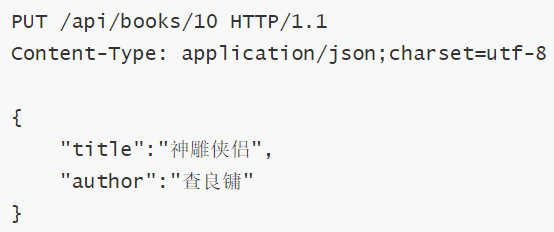 PUT /api/books/10 HTTP/1.1
Content-Type: application/json;charset=utf-8
{
"title":"神雕侠侣",
"author":"查良镛"
}